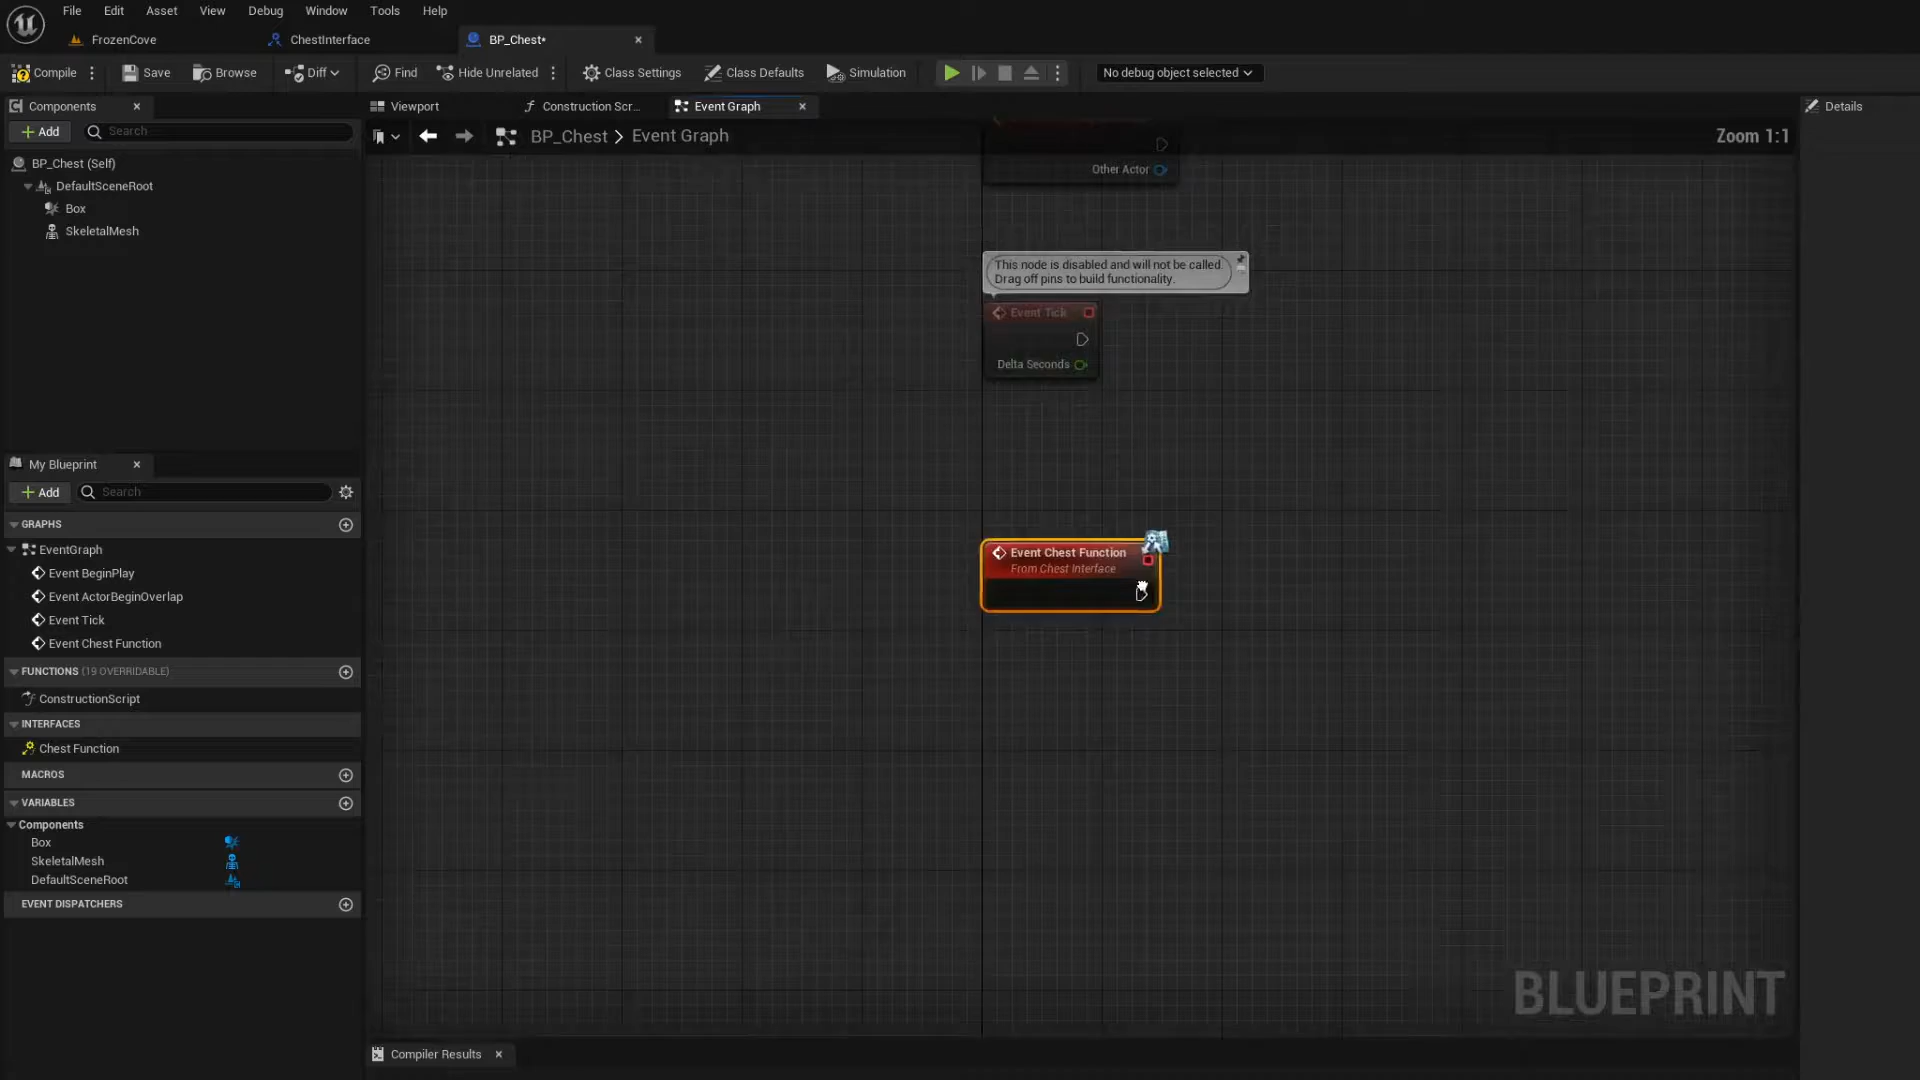 File Edit Asset View Debug Window Tools Help
FrozenCove ChestInterface BP_Chest*
Compile Save Browse Diff Find Hide Unrelated Class Settings Class Defaults Simulation No debug object selected
Components Viewport Construction Scr... Event Graph Details
Add Search BP_Chest > Event Graph Zoom 1:1
BP_Chest (Self)
DefaultSceneRoot
Box
SkeletalMesh
Other Actor
This node is disabled and will not be called.
Drag off pins to build functionality.
Event Tick
Delta Seconds
My Blueprint
Add Search
GRAPHS
EventGraph
Event BeginPlay
Event ActorBeginOverlap
Event Tick
Event Chest Function
FUNCTIONS (19 OVERRIDABLE)
ConstructionScript
INTERFACES
Chest Function
MACROS
VARIABLES
Components
Box
SkeletalMesh
DefaultSceneRoot
EVENT DISPATCHERS
Event Chest Function
From Chest Interface
BLUEPRINT
Compiler Results